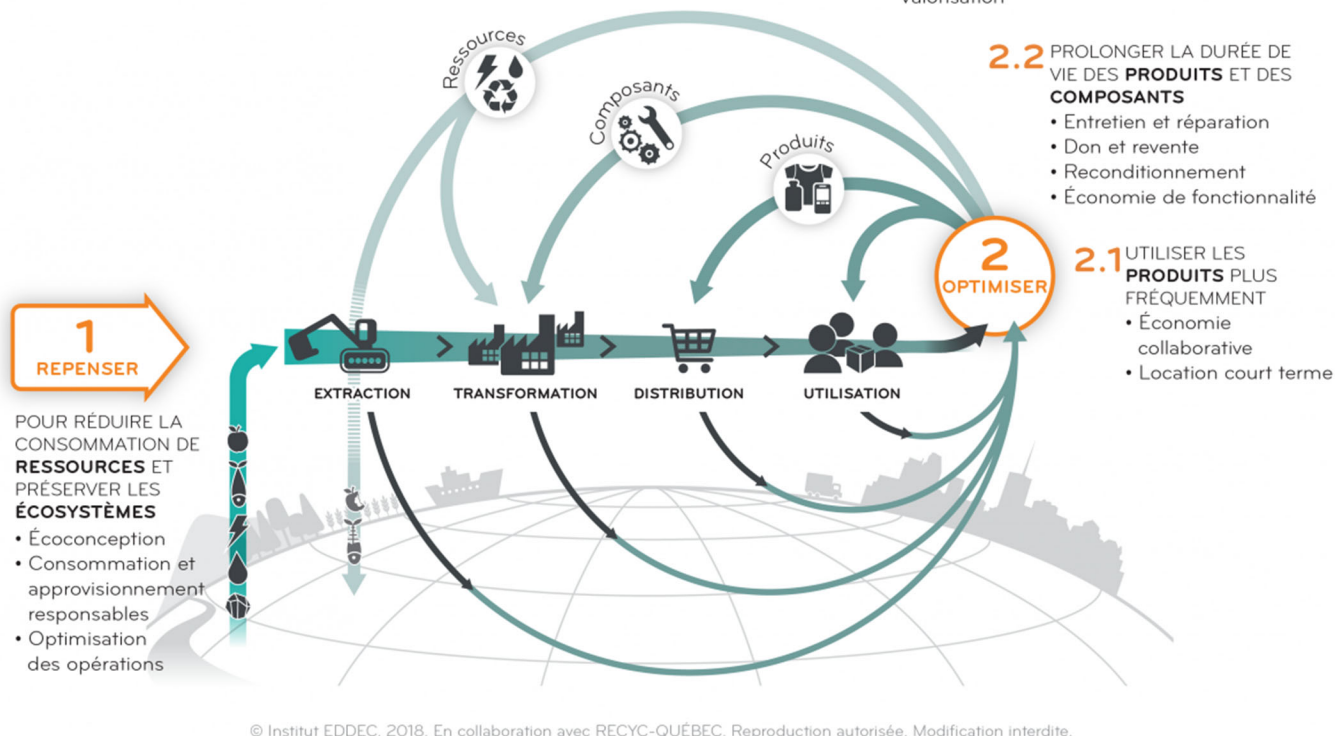 Valorisation
Ressources
Composants
Produits
2.2 PROLONGER LA DURÉE DE
VIE DES PRODUITS ET DES
COMPOSANTS
• Entretien et réparation
• Don et revente
• Reconditionnement
• Économie de fonctionnalité
2
OPTIMISER
2.1 UTILISER LES
PRODUITS PLUS
FRÉQUEMMENT
• Économie
collaborative
• Location court terme
1
REPENSER
EXTRACTION
TRANSFORMATION
DISTRIBUTION
UTILISATION
POUR RÉDUIRE LA
CONSOMMATION DE
RESSOURCES ET
PRÉSERVER LES
ÉCOSYSTÈMES
• Écoconception
• Consommation et
approvisionnement
responsables
• Optimisation
des opérations
© Institut EDDEC, 2018. En collaboration avec RECYC-QUÉBEC. Reproduction autorisée. Modification interdite.